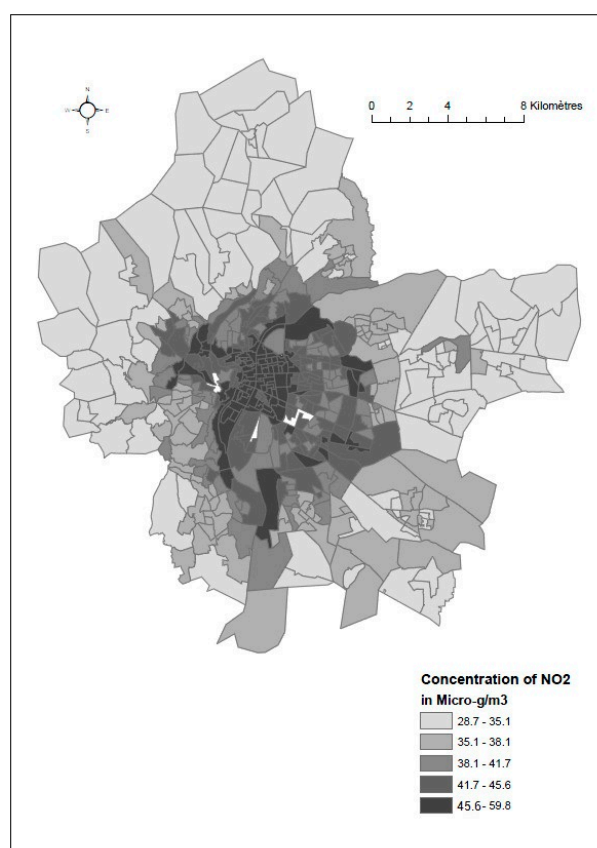 N
W E
S
0 2 4 8 Kilomètres
Concentration of NO2
in Micro-g/m3
28.7 - 35.1
35.1 - 38.1
38.1 - 41.7
41.7 - 45.6
45.6 - 59.8